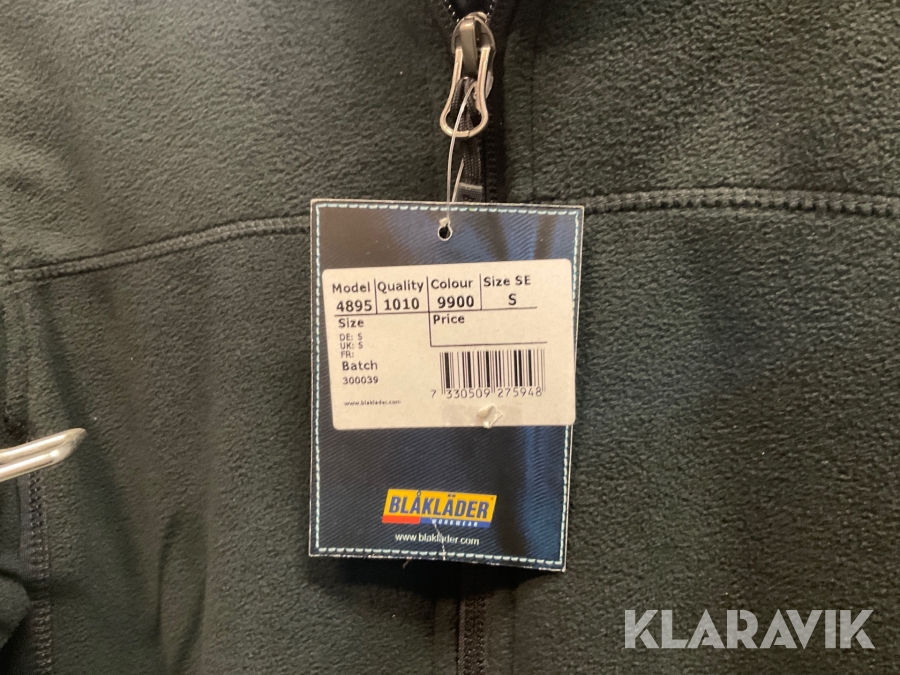 Model Quality Colour Size SE
4895 1010 9900 S
Size Price
DE: S
UK: S
FR:
Batch
300039
7 330509 275948
www.blaklader.com
BLÅKLÄDER
WORKWEAR
www.blaklader.com
KLARAVIK